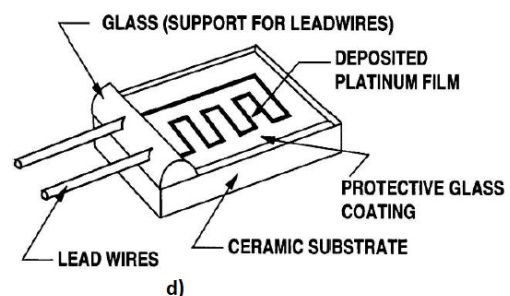 GLASS (SUPPORT FOR LEADWIRES)
DEPOSITED
PLATINUM FILM
PROTECTIVE GLASS
COATING
CERAMIC SUBSTRATE
LEAD WIRES
d)